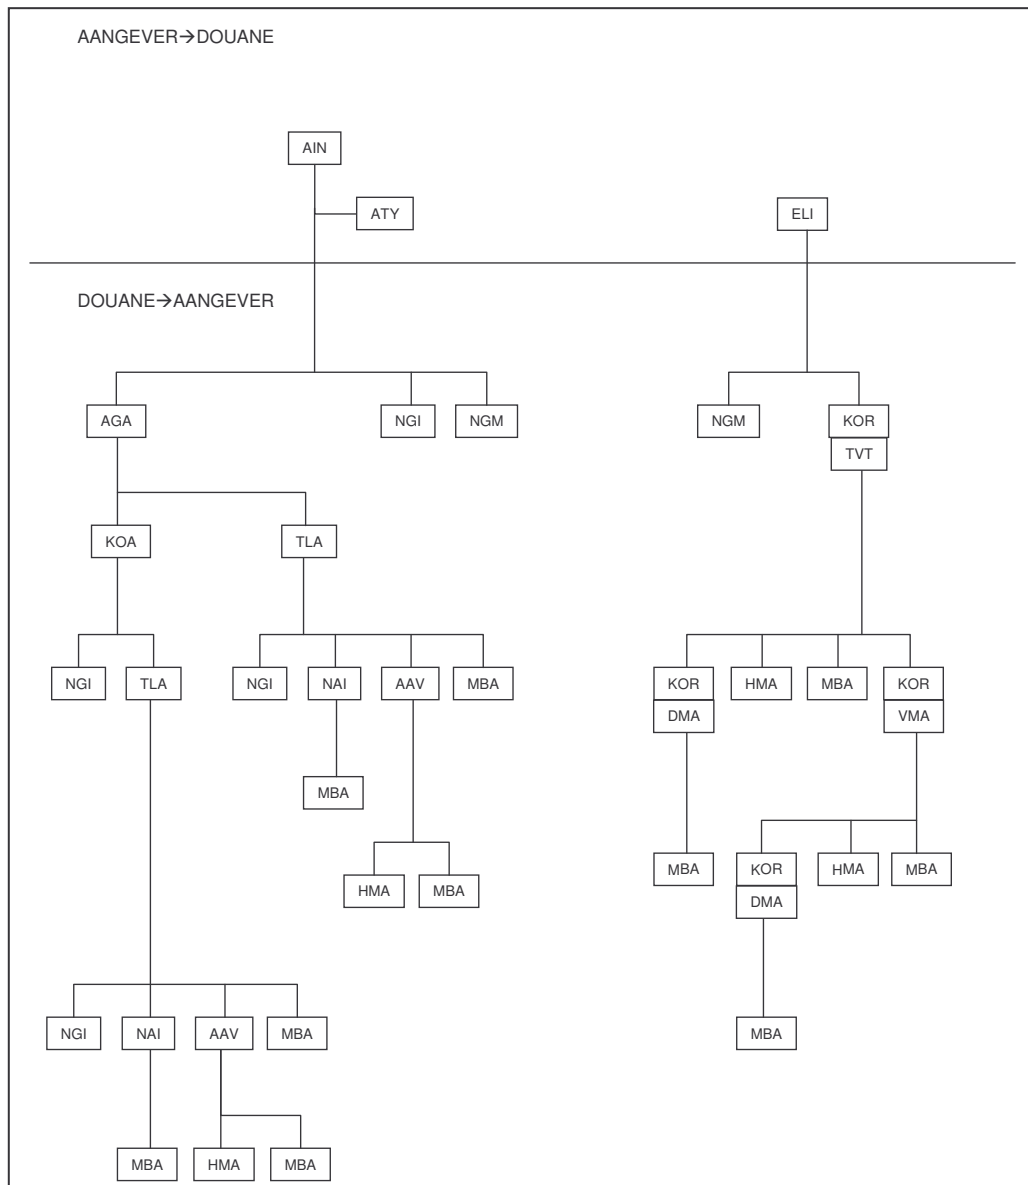 AANGEVER→DOUANE
AIN
ATY
ELI
DOUANE→AANGEVER
AGA
NGI
NGM
NGM
KOR
TVT
KOA
TLA
NGI
TLA
NGI
NAI
AAV
MBA
KOR
HMA
MBA
KOR
DMA
VMA
MBA
HMA
MBA
MBA
KOR
HMA
MBA
DMA
NGI
NAI
AAV
MBA
MBA
MBA
HMA
MBA